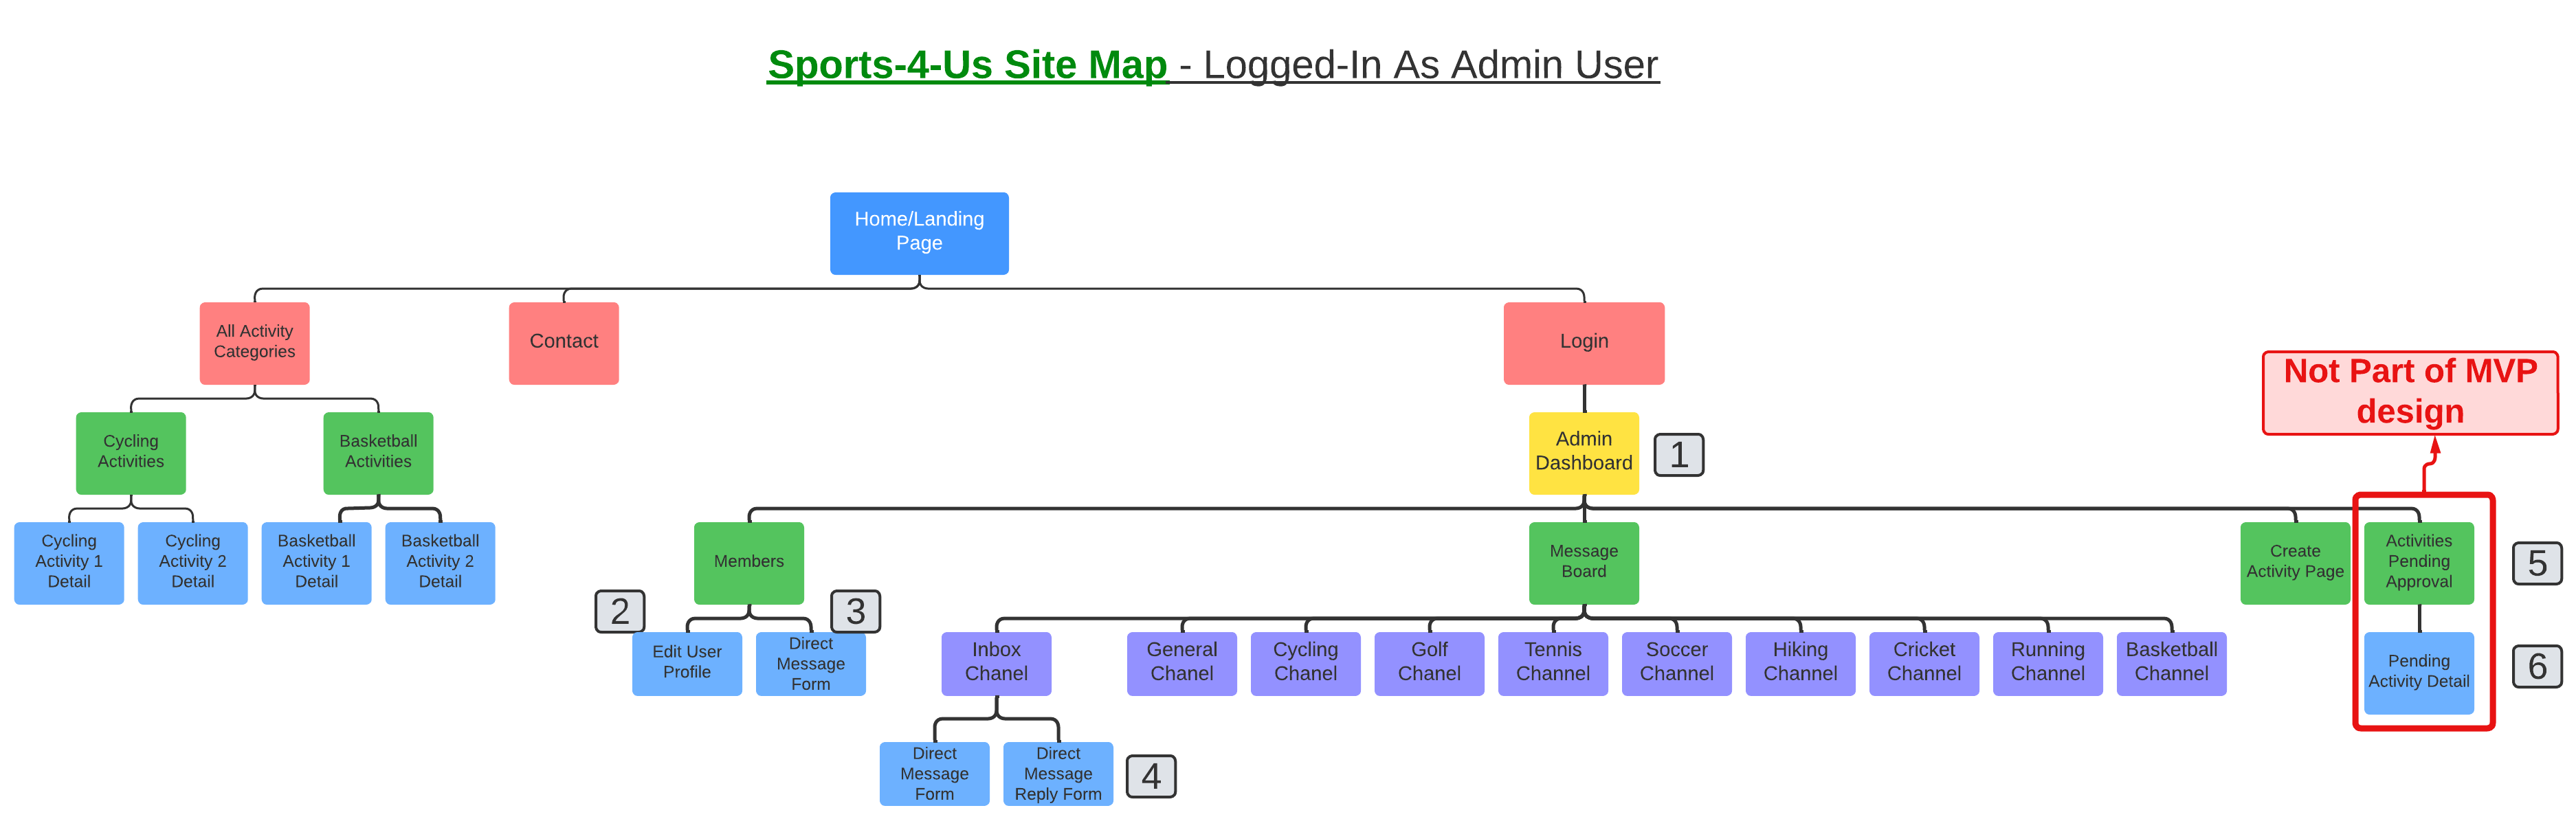 Sports-4-Us Site Map - Logged-In As Admin User
Home/Landing
Page
All Activity
Categories
Contact
Login
Not Part of MVP
design
Cycling
Activities
Basketball
Activities
Admin
Dashboard
1
Cycling
Activity 1
Detail
Cycling
Activity 2
Detail
Basketball
Activity 1
Detail
Basketball
Activity 2
Detail
Members
Message
Board
Create
Activity Page
Activities
Pending
Approval
5
2
3
Edit User
Profile
Direct
Message
Form
Inbox
Chanel
General
Chanel
Cycling
Chanel
Golf
Chanel
Tennis
Channel
Soccer
Channel
Hiking
Channel
Cricket
Channel
Running
Channel
Basketball
Channel
Pending
Activity Detail
6
Direct
Message
Form
Direct
Message
Reply Form
4